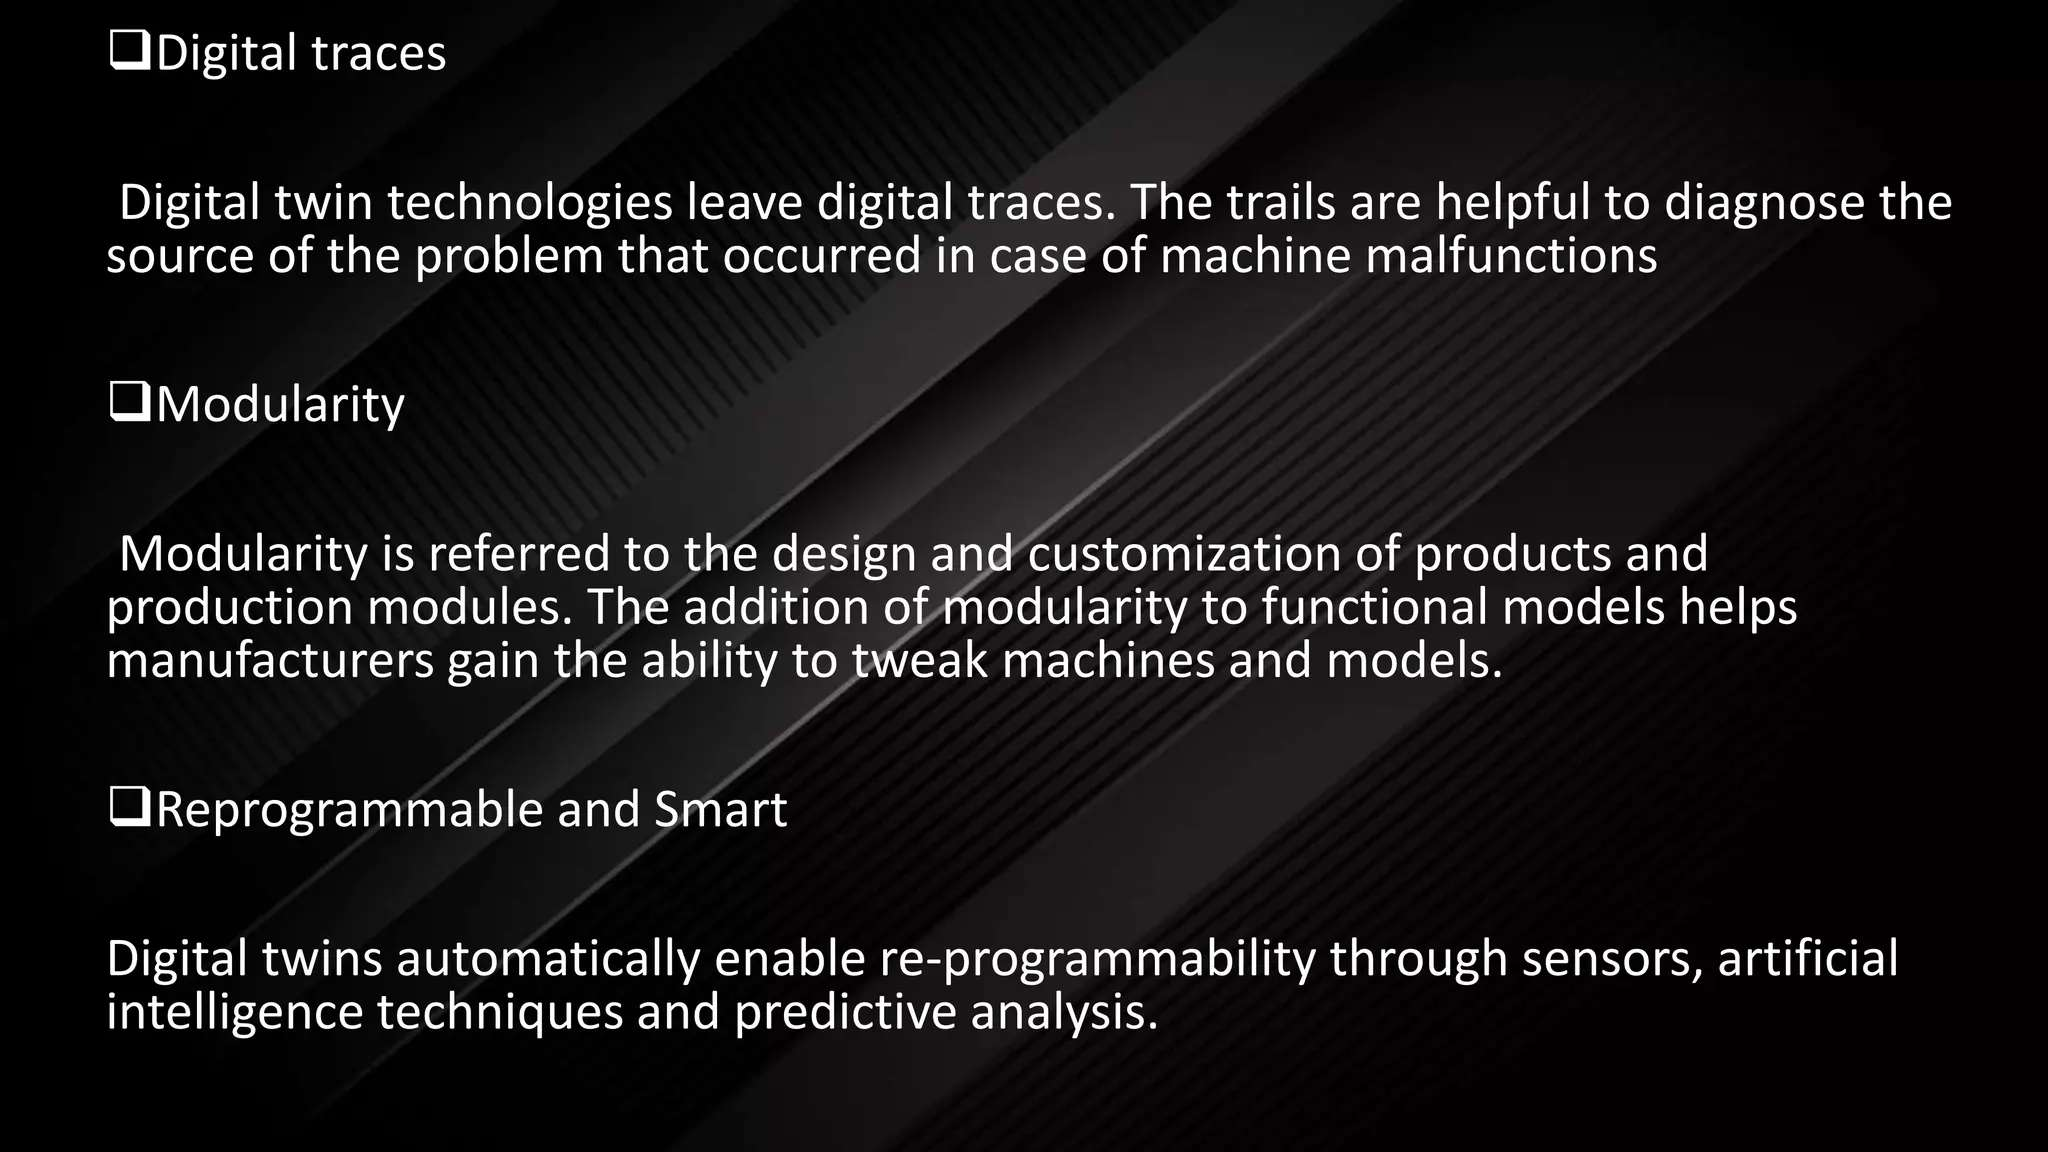 ❑Digital traces
Digital twin technologies leave digital traces. The trails are helpful to diagnose the
source of the problem that occurred in case of machine malfunctions
❑Modularity
Modularity is referred to the design and customization of products and
production modules. The addition of modularity to functional models helps
manufacturers gain the ability to tweak machines and models.
❑Reprogrammable and Smart
Digital twins automatically enable re-programmability through sensors, artificial
intelligence techniques and predictive analysis.